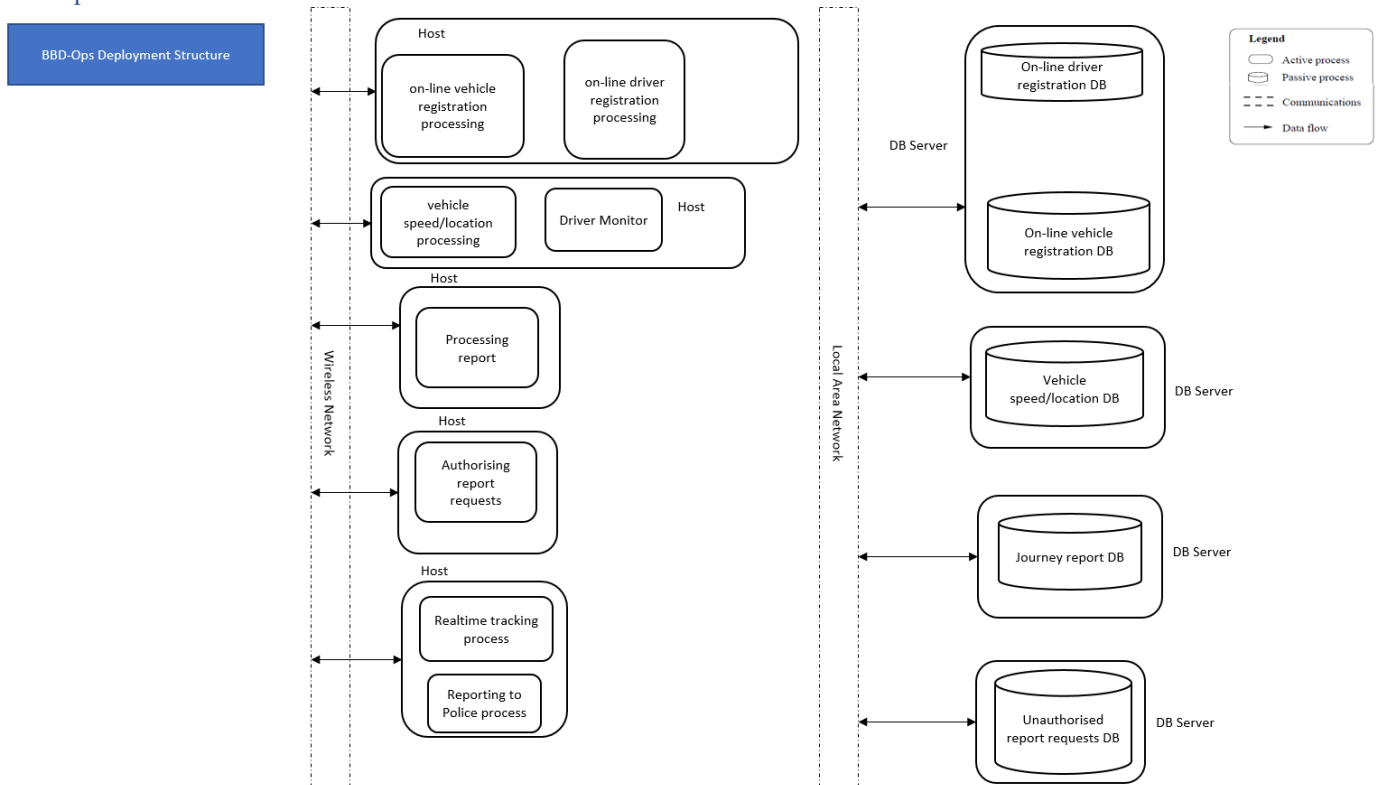 BBD-Ops Deployment Structure
Wireless Network
Host
on-line vehicle
registration
processing
on-line driver
registration
processing
vehicle
speed/location
processing
Driver Monitor
Host
Host
Processing
report
Host
Authorising
report
requests
Host
Realtime tracking
process
Reporting to
Police process
Local Area Network
DB Server
On-line driver
registration DB
On-line vehicle
registration DB
Vehicle
speed/location DB
DB Server
Journey report DB
DB Server
Unauthorised
report requests DB
DB Server
Legend
Active process
Passive process
Communications
Data flow